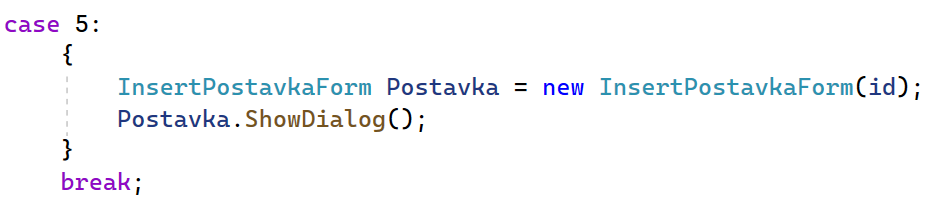 case 5:
{
InsertPostavkaForm Postavka = new InsertPostavkaForm(id);
Postavka.ShowDialog();
}
break;